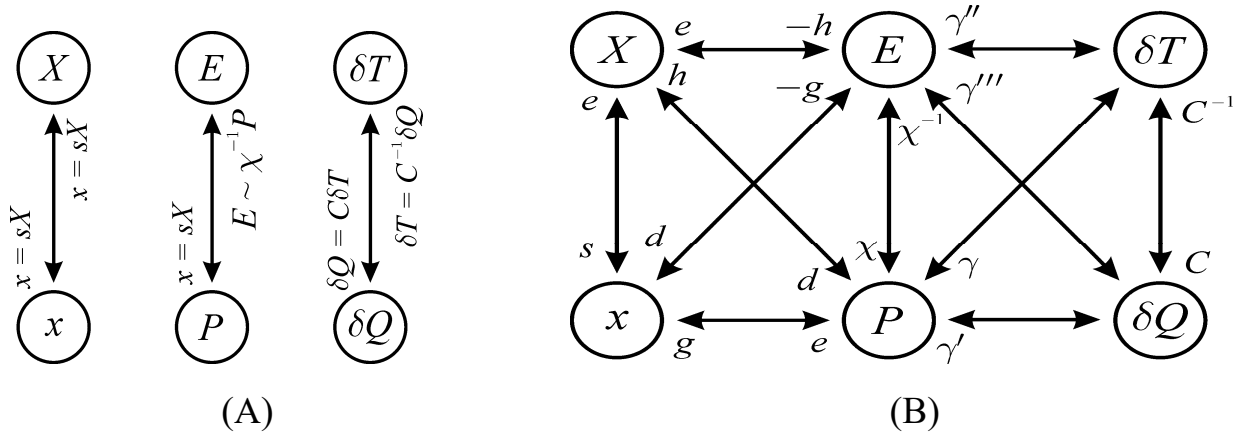 X E δT
x = sX
x = sX
x = sX
E ~ χ⁻¹P
δQ = CδT
δT = C⁻¹δQ
x P δQ
(A)
X e -h E γ'' δT
e h -g γ''' C⁻¹
χ⁻¹
s d χ γ C
d
x g e P γ' δQ
(B)